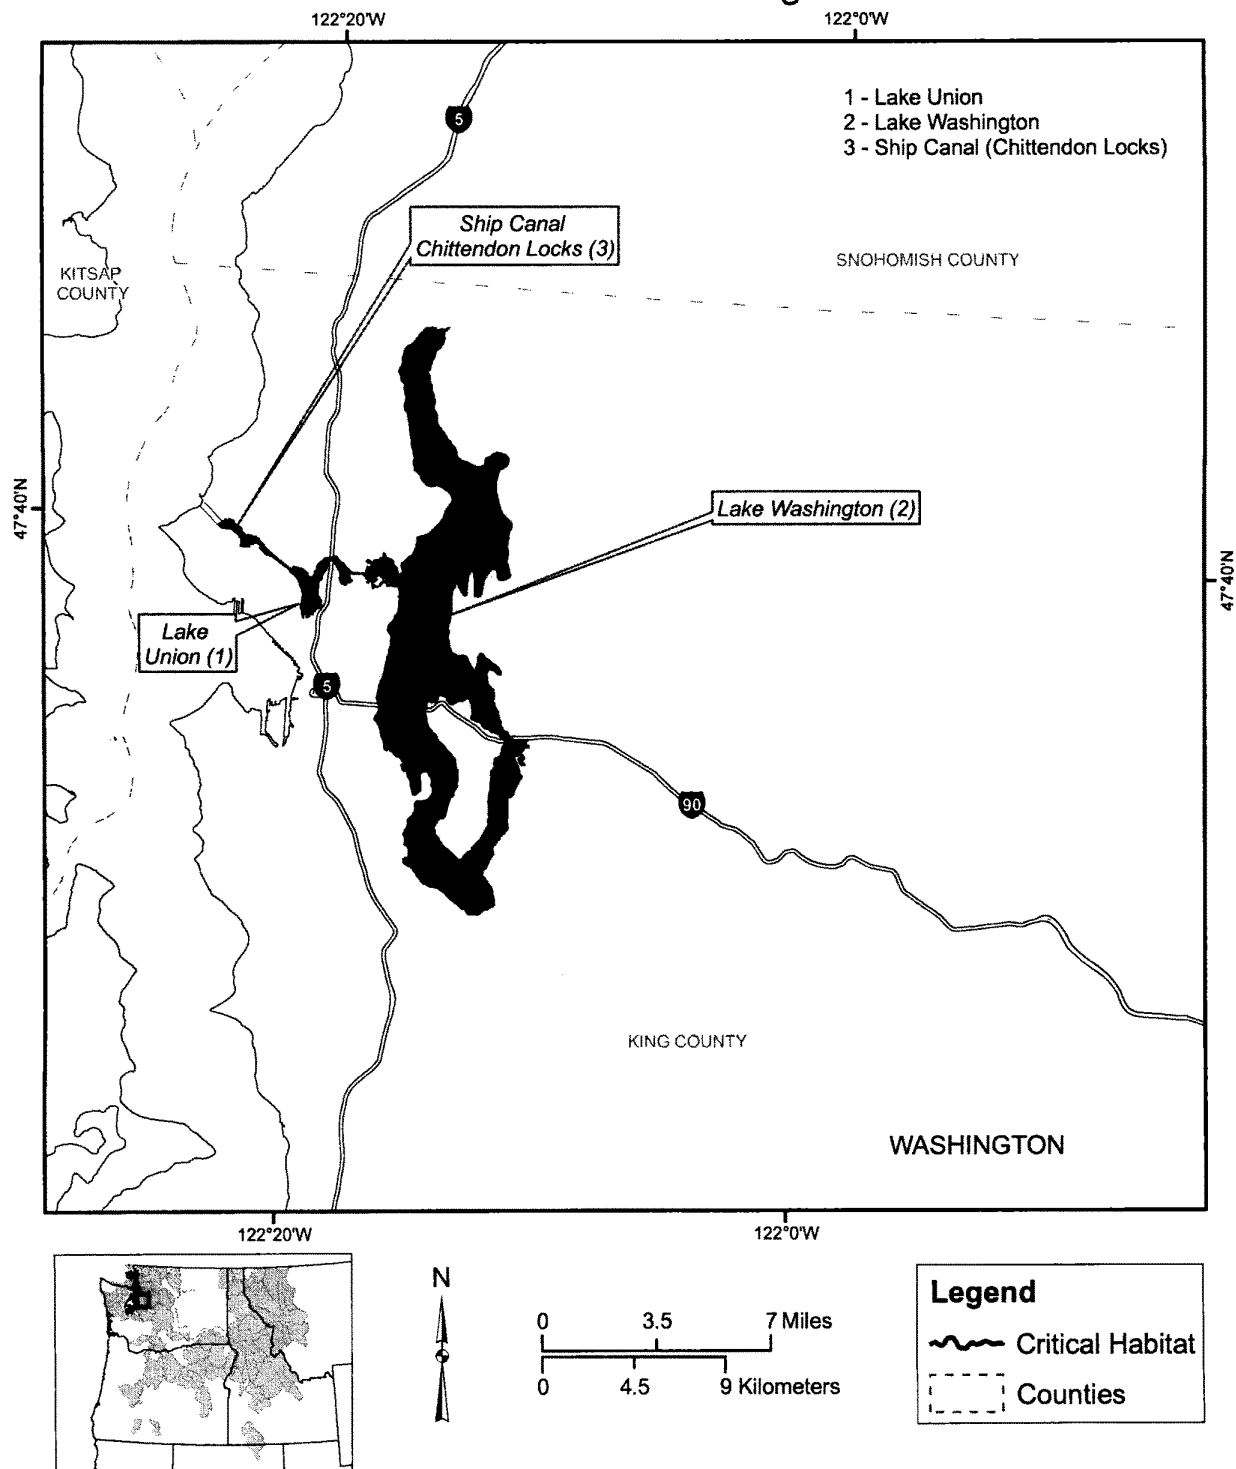 122°20'W
122°0'W
1 - Lake Union
2 - Lake Washington
3 - Ship Canal (Chittendon Locks)
5
Ship Canal
Chittendon Locks (3)
SNOHOMISH COUNTY
KITSAP
COUNTY
47°40'N
Lake Washington (2)
47°40'N
Lake
Union (1)
5
90
KING COUNTY
WASHINGTON
122°20'W
122°0'W
N
0
3.5
7 Miles
0
4.5
9 Kilometers
Legend
Critical Habitat
Counties